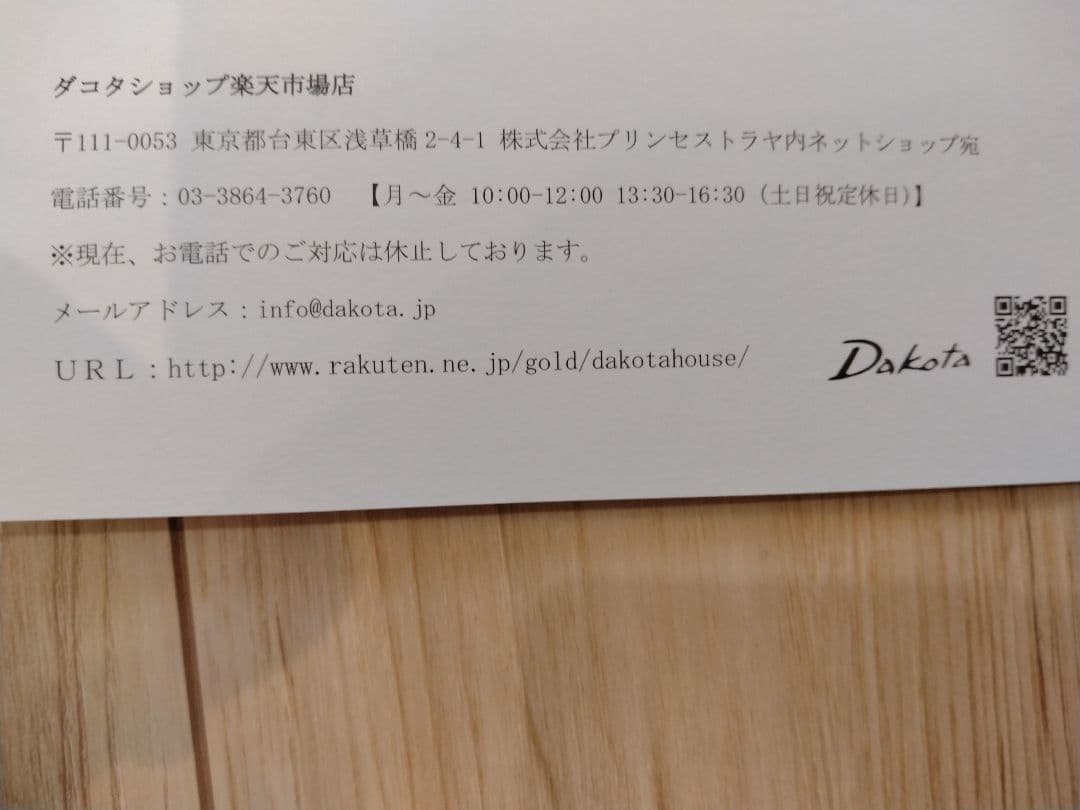 ダコタショップ楽天市場店
〒111-0053 東京都台東区浅草橋2-4-1 株式会社プリンセストラヤ内ネットショップ宛
電話番号：03-3864-3760 【月～金 10:00-12:00 13:30-16:30（土日祝定休日）】
※現在、お電話でのご対応は休止しております。
メールアドレス：info@dakota.jp
ＵＲＬ：http://www.rakuten.ne.jp/gold/dakotahouse/
Dakota